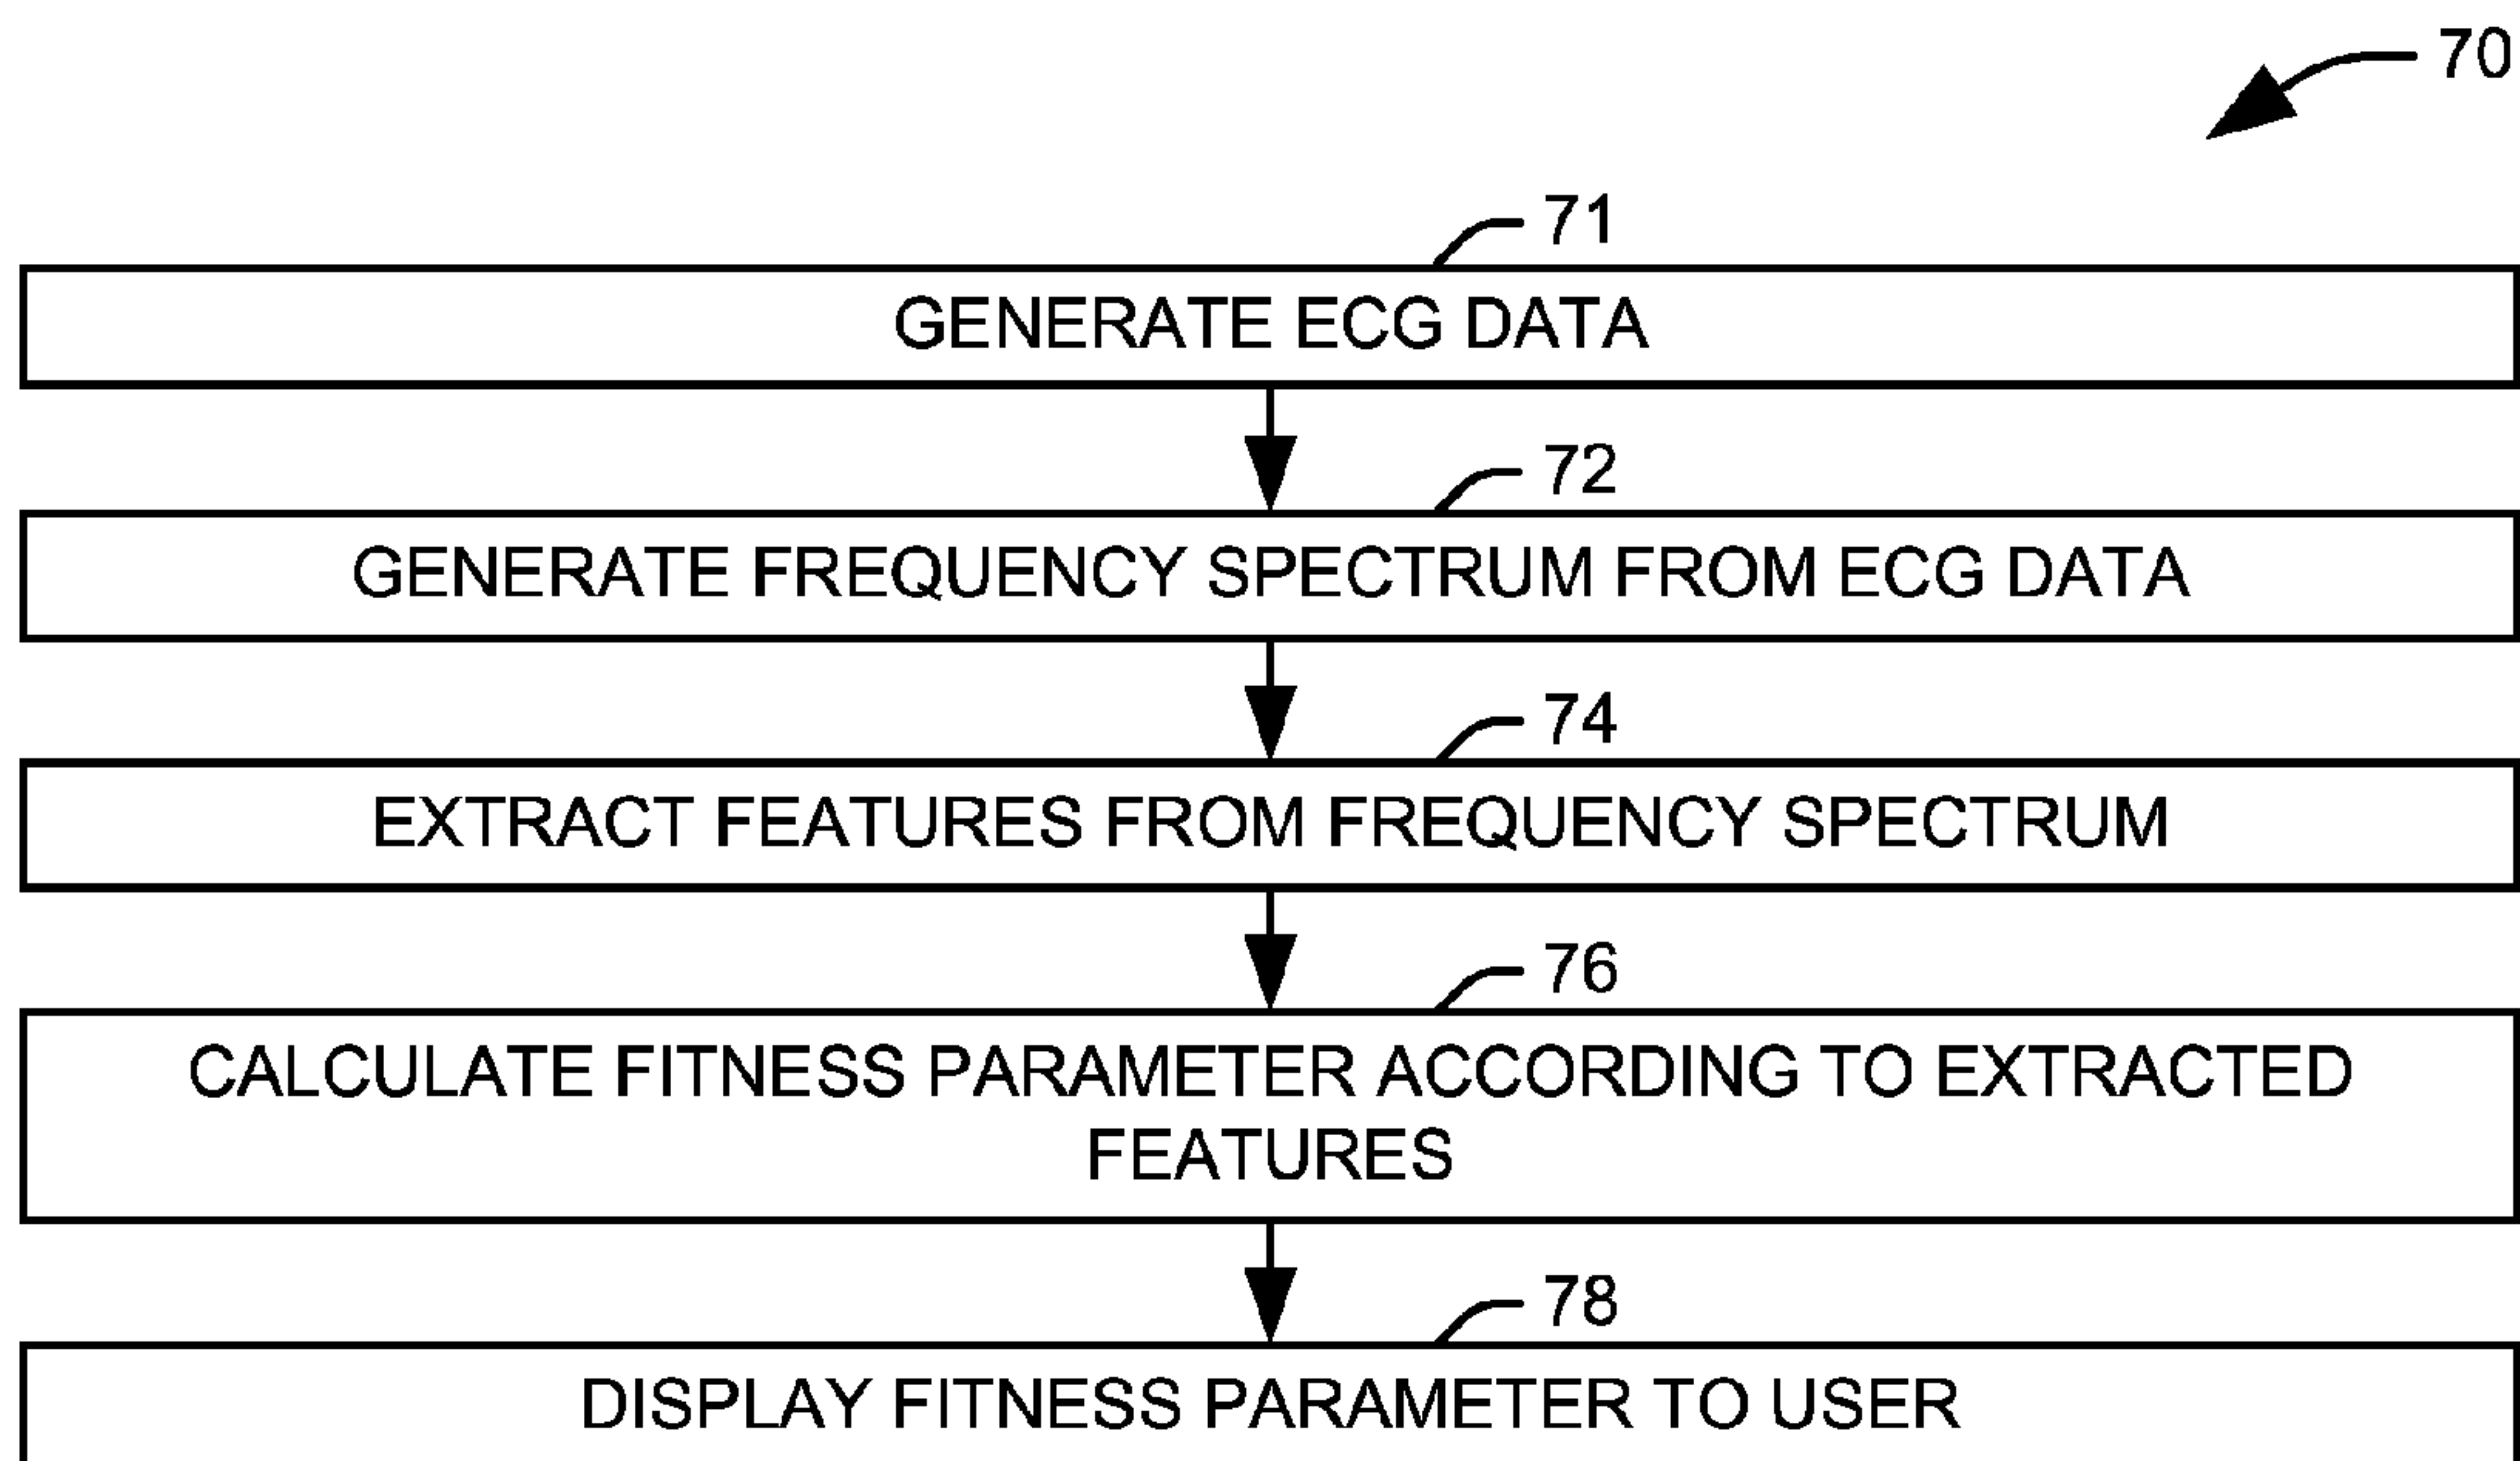 70
71
GENERATE ECG DATA
72
GENERATE FREQUENCY SPECTRUM FROM ECG DATA
74
EXTRACT FEATURES FROM FREQUENCY SPECTRUM
76
CALCULATE FITNESS PARAMETER ACCORDING TO EXTRACTED
FEATURES
78
DISPLAY FITNESS PARAMETER TO USER